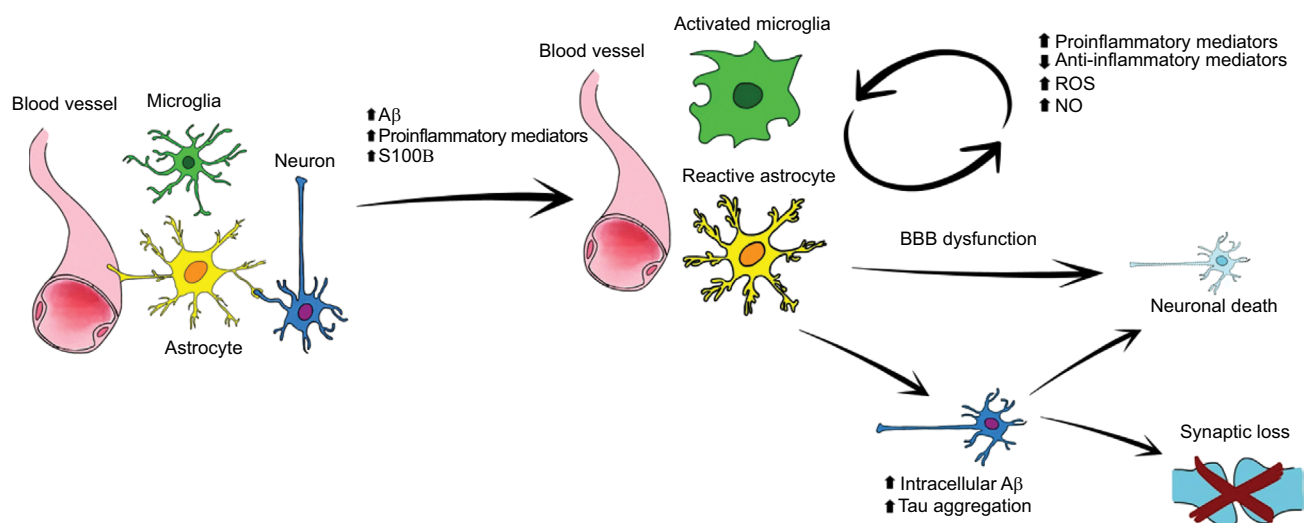 Blood vessel
Microglia
Neuron
Astrocyte
⬆Aβ
⬆Proinflammatory mediators
⬆S100B
Blood vessel
Activated microglia
Reactive astrocyte
⬆ Proinflammatory mediators
⬇ Anti-inflammatory mediators
⬆ ROS
⬆ NO
BBB dysfunction
Neuronal death
⬆ Intracellular Aβ
⬆ Tau aggregation
Synaptic loss